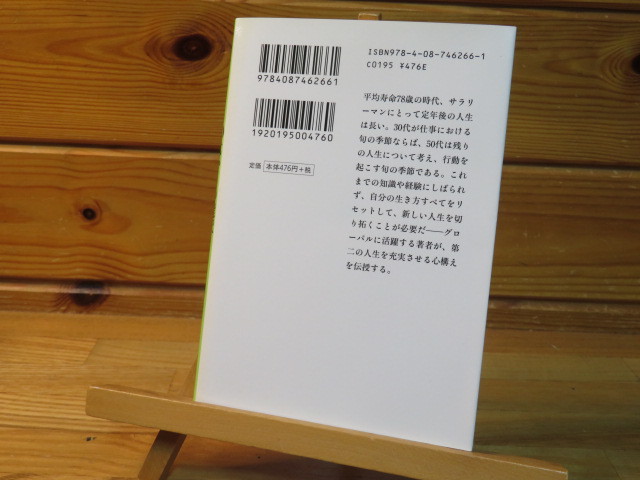 9784087462661
1920195004760
定価 本体476円+税
ISBN978-4-08-746266-1
C0195 ¥476E
平均寿命78歳の時代、サラリ
ーマンにとって定年後の人生
は長い。30代が仕事における
旬の季節ならば、50代は残り
の人生について考え、行動を
起こす旬の季節である。これ
までの知識や経験にしばられ
ず、自分の生き方すべてをリ
セットして、新しい人生を切
り拓くことが必要だ——グロ
ーバルに活躍する著者が、第
二の人生を充実させる心構え
を伝授する。